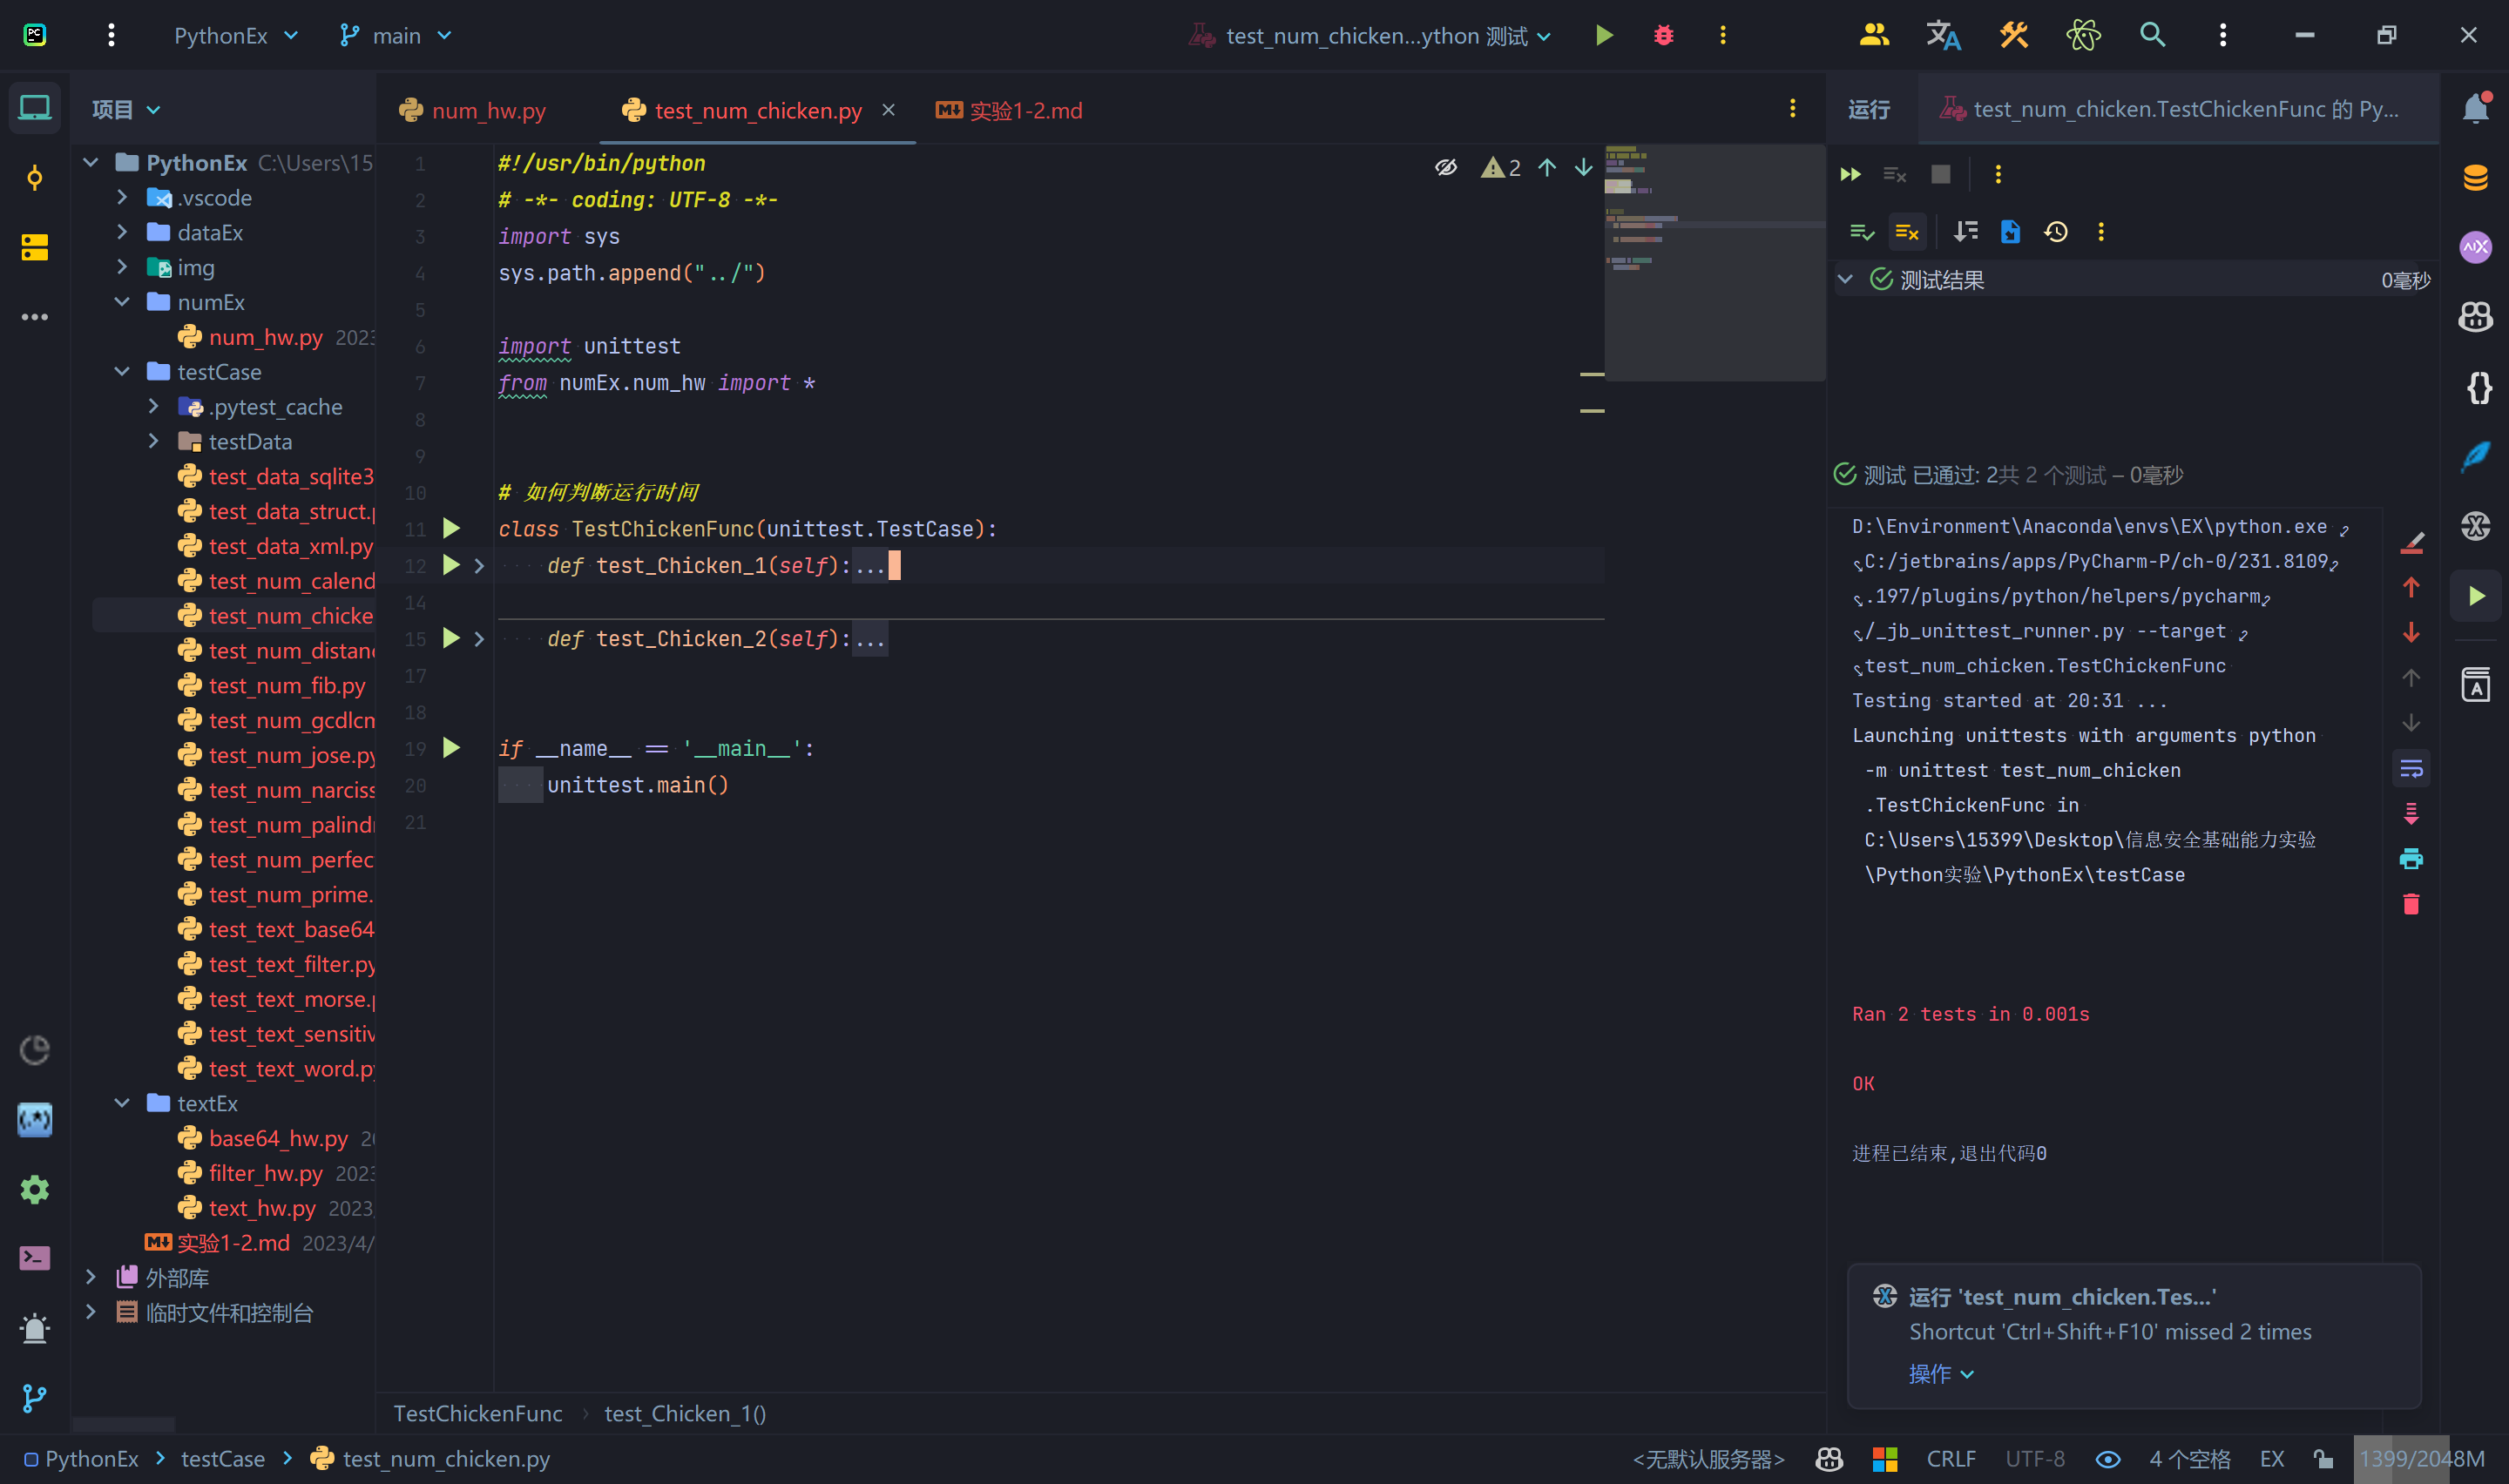 PythonEx
main
test_num_chicken...ython 测试
项目
num_hw.py
test_num_chicken.py
实验1-2.md
运行
test_num_chicken.TestChickenFunc 的 Py...
PythonEx C:\Users\15
.vscode
dataEx
img
numEx
num_hw.py 2023
testCase
.pytest_cache
testData
test_data_sqlite3
test_data_struct.p
test_data_xml.py
test_num_calend
test_num_chicke
test_num_distanc
test_num_fib.py
test_num_gcdlcm
test_num_jose.py
test_num_narciss
test_num_palindr
test_num_perfec
test_num_prime.
test_text_base64
test_text_filter.py
test_text_morse.p
test_text_sensitiv
test_text_word.py
textEx
base64_hw.py 20
filter_hw.py 2023
text_hw.py 2023/
实验1-2.md 2023/4/
外部库
临时文件和控制台
1 #!/usr/bin/python
2 # -*- coding: UTF-8 -*-
3 import sys
4 sys.path.append("../")
5
6 import unittest
7 from numEx.num_hw import *
8
9
10 # 如何判断运行时间
11 class TestChickenFunc(unittest.TestCase):
12 def test_Chicken_1(self):...
14
15 def test_Chicken_2(self):...
17
18
19 if __name__ == '__main__':
20 unittest.main()
21
2
测试结果 0毫秒
测试 已通过: 2共 2 个测试 – 0毫秒
D:\Environment\Anaconda\envs\EX\python.exe
C:/jetbrains/apps/PyCharm-P/ch-0/231.8109
.197/plugins/python/helpers/pycharm
/_jb_unittest_runner.py --target
test_num_chicken.TestChickenFunc
Testing started at 20:31 ...
Launching unittests with arguments python
-m unittest test_num_chicken
.TestChickenFunc in
C:\Users\15399\Desktop\信息安全基础能力实验
\Python实验\PythonEx\testCase
Ran 2 tests in 0.001s
OK
进程已结束,退出代码0
运行 'test_num_chicken.Tes...'
Shortcut 'Ctrl+Shift+F10' missed 2 times
操作
TestChickenFunc › test_Chicken_1()
PythonEx › testCase › test_num_chicken.py
<无默认服务器> CRLF UTF-8 4 个空格 EX 1399/2048M